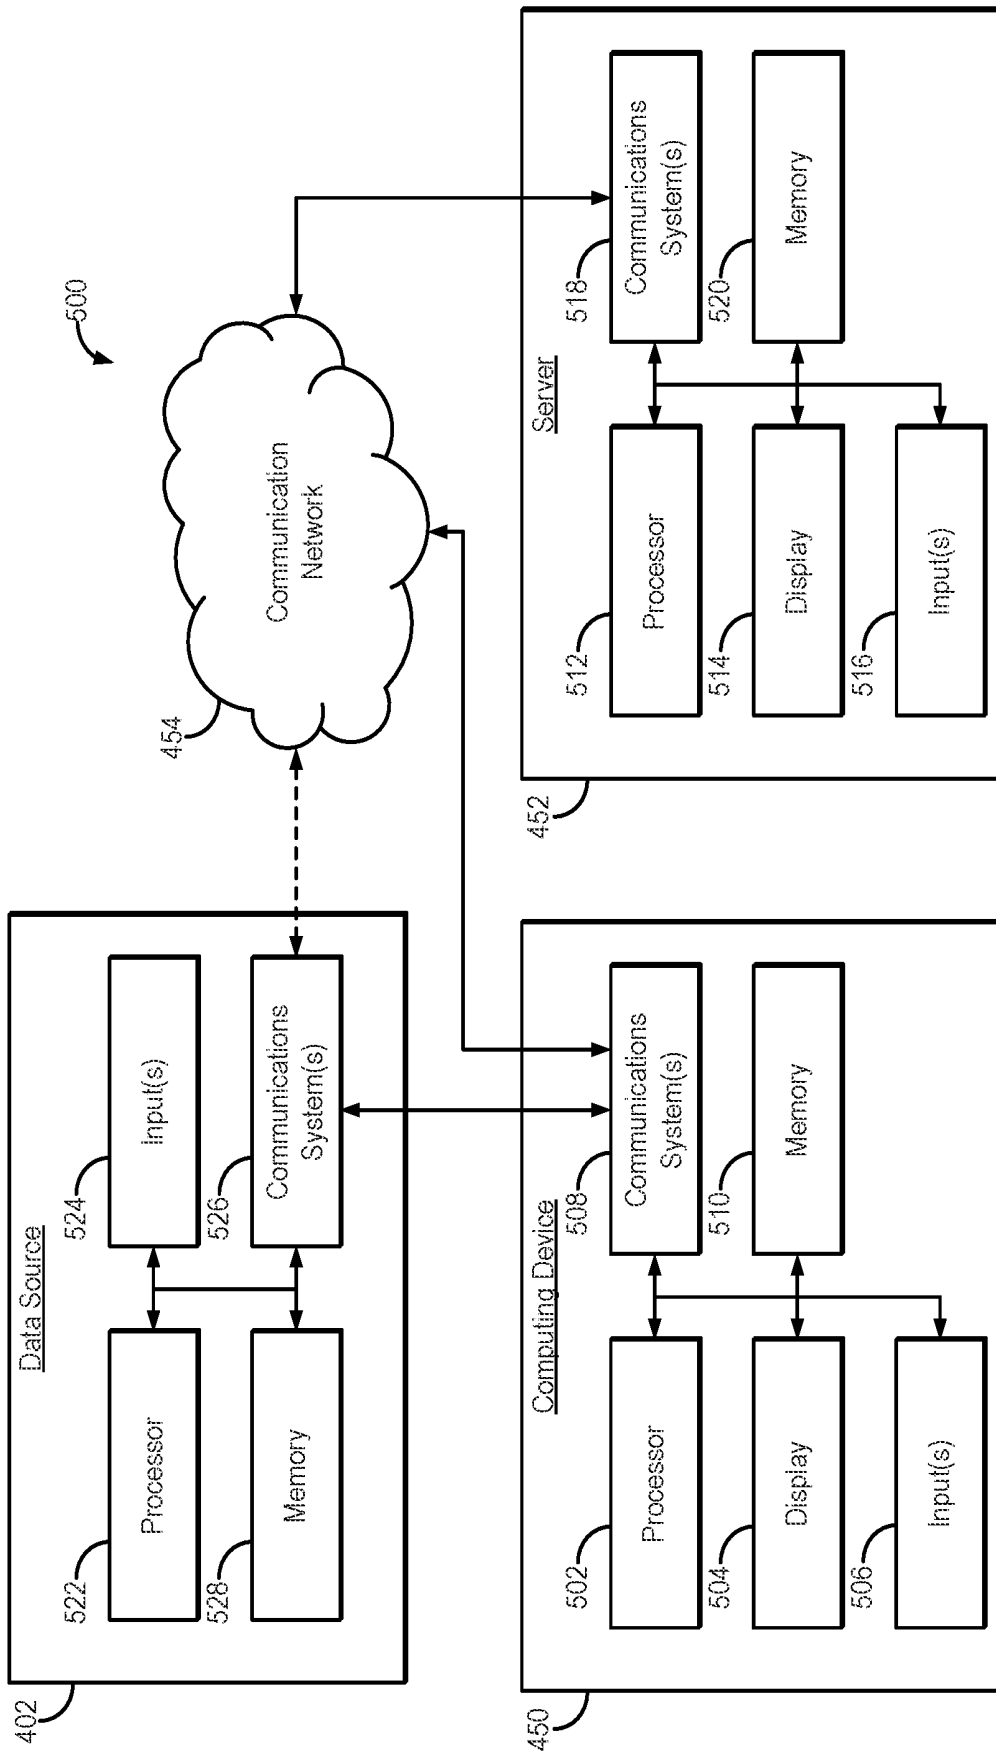 500
402
Data Source
522
Processor
524
Input(s)
528
Memory
526
Communications
System(s)
454
Communication
Network
450
Computing Device
502
Processor
508
Communications
System(s)
504
Display
510
Memory
506
Input(s)
452
Server
512
Processor
518
Communications
System(s)
514
Display
520
Memory
516
Input(s)